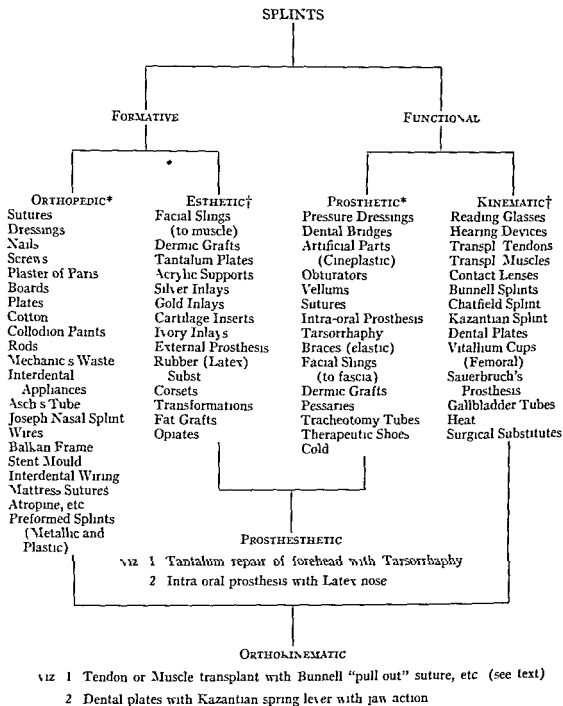 SPLINTS
FORMATIVE
FUNCTIONAL
ORTHOPEDIC*
Sutures
Dressings
Nails
Screws
Plaster of Paris
Boards
Plates
Cotton
Collodion Paints
Rods
Mechanic s Waste
Interdental
Appliances
Asch s Tube
Joseph Nasal Splint
Wires
Balkan Frame
Stent Mould
Interdental Wiring
Mattress Sutures
Atropine, etc
Preformed Splints
(Metallic and
Plastic)
ESTHETIC†
Facial Slings
(to muscle)
Dermic Grafts
Tantalum Plates
Acrylic Supports
Silver Inlays
Gold Inlays
Cartilage Inserts
Ivory Inlays
External Prosthesis
Rubber (Latex)
Subst
Corsets
Transformations
Fat Grafts
Opiates
PROSTHETIC*
Pressure Dressings
Dental Bridges
Artificial Parts
(Cineplastic)
Obturators
Vellums
Sutures
Intra-oral Prosthesis
Tarsorrhaphy
Braces (elastic)
Facial Slings
(to fascia)
Dermic Grafts
Pessaries
Tracheotomy Tubes
Therapeutic Shoes
Cold
KINEMATIC†
Reading Glasses
Hearing Devices
Transpl Tendons
Transpl Muscles
Contact Lenses
Bunnell Splints
Chatfield Splint
Kazantian Splint
Dental Plates
Vitallium Cups
(Femoral)
Sauerbruch's
Prosthesis
Gallbladder Tubes
Heat
Surgical Substitutes
PROSTHESTHETIC
viz 1 Tantalum repair of forehead with Tarsorrhaphy
2 Intra oral prosthesis with Latex nose
ORTHOKINEMATIC
viz 1 Tendon or Muscle transplant with Bunnell "pull out" suture, etc (see text)
2 Dental plates with Kazantian spring lever with jaw action